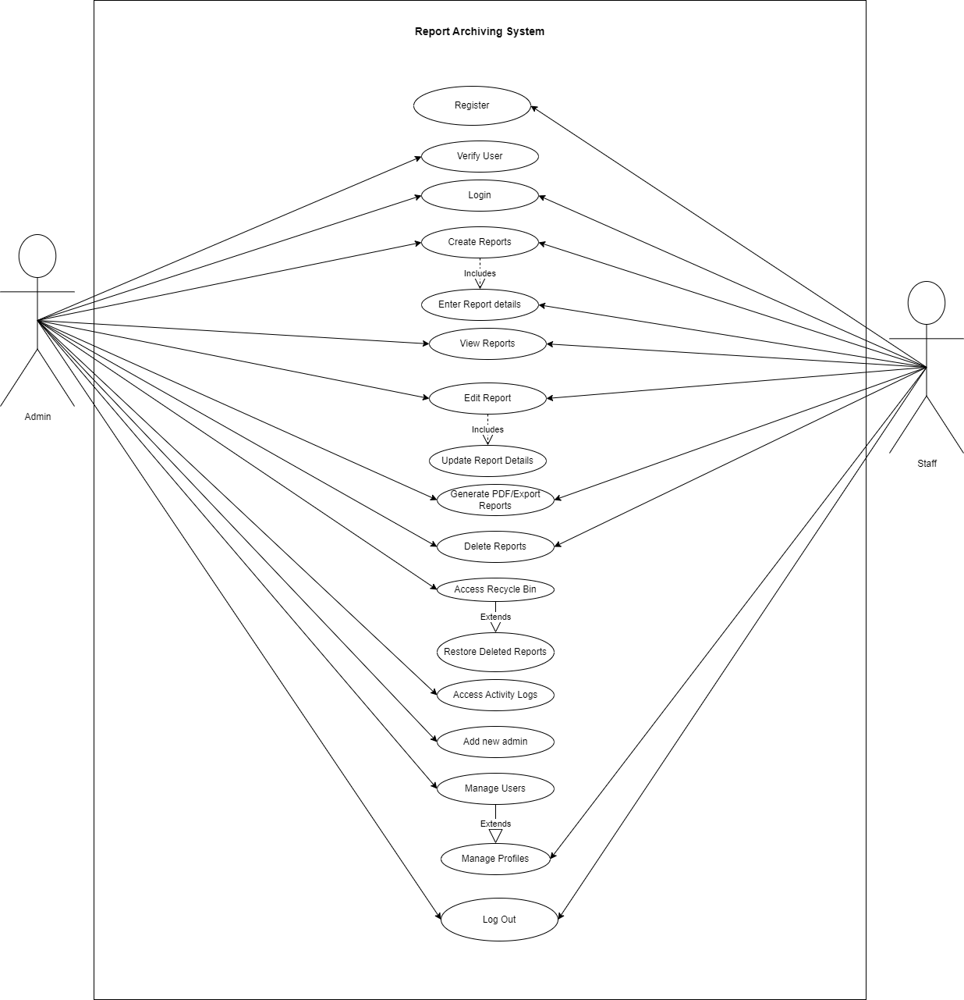 Report Archiving System
Register
Verify User
Login
Create Reports
Includes
Enter Report details
View Reports
Edit Report
Admin
Includes
Update Report Details
Staff
Generate PDF/Export
Reports
Delete Reports
Access Recycle Bin
Extends
Restore Deleted Reports
Access Activity Logs
Add new admin
Manage Users
Extends
Manage Profiles
Log Out